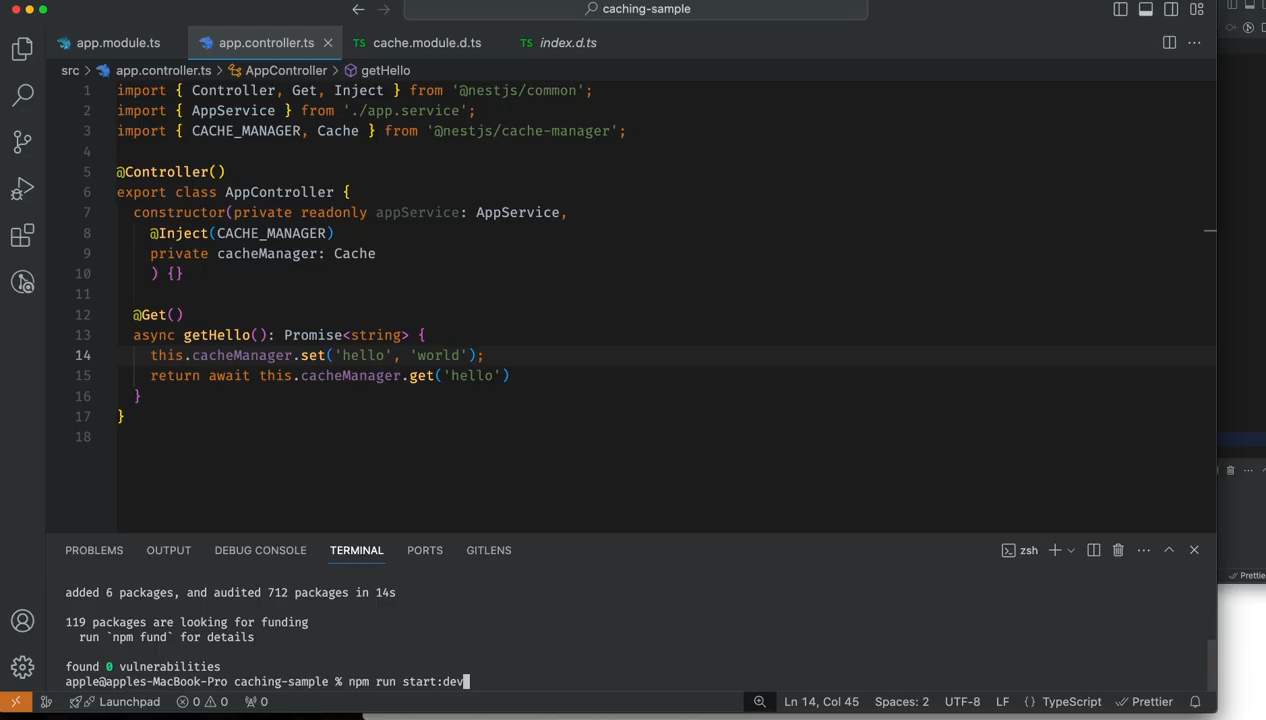 caching-sample
app.module.ts
app.controller.ts
TS cache.module.d.ts
TS index.d.ts
src > app.controller.ts > AppController > getHello
1 import { Controller, Get, Inject } from '@nestjs/common';
2 import { AppService } from './app.service';
3 import { CACHE_MANAGER, Cache } from '@nestjs/cache-manager';
4
5 @Controller()
6 export class AppController {
7 constructor(private readonly appService: AppService,
8 @Inject(CACHE_MANAGER)
9 private cacheManager: Cache
10 ) {}
11
12 @Get()
13 async getHello(): Promise<string> {
14 this.cacheManager.set('hello', 'world');
15 return await this.cacheManager.get('hello')
16 }
17 }
18
PROBLEMS OUTPUT DEBUG CONSOLE TERMINAL PORTS GITLENS
zsh
added 6 packages, and audited 712 packages in 14s
119 packages are looking for funding
run `npm fund` for details
found 0 vulnerabilities
apple@apples-MacBook-Pro caching-sample % npm run start:dev
Launchpad 0 0 0 Ln 14, Col 45 Spaces: 2 UTF-8 LF {} TypeScript Prettier
Prettie